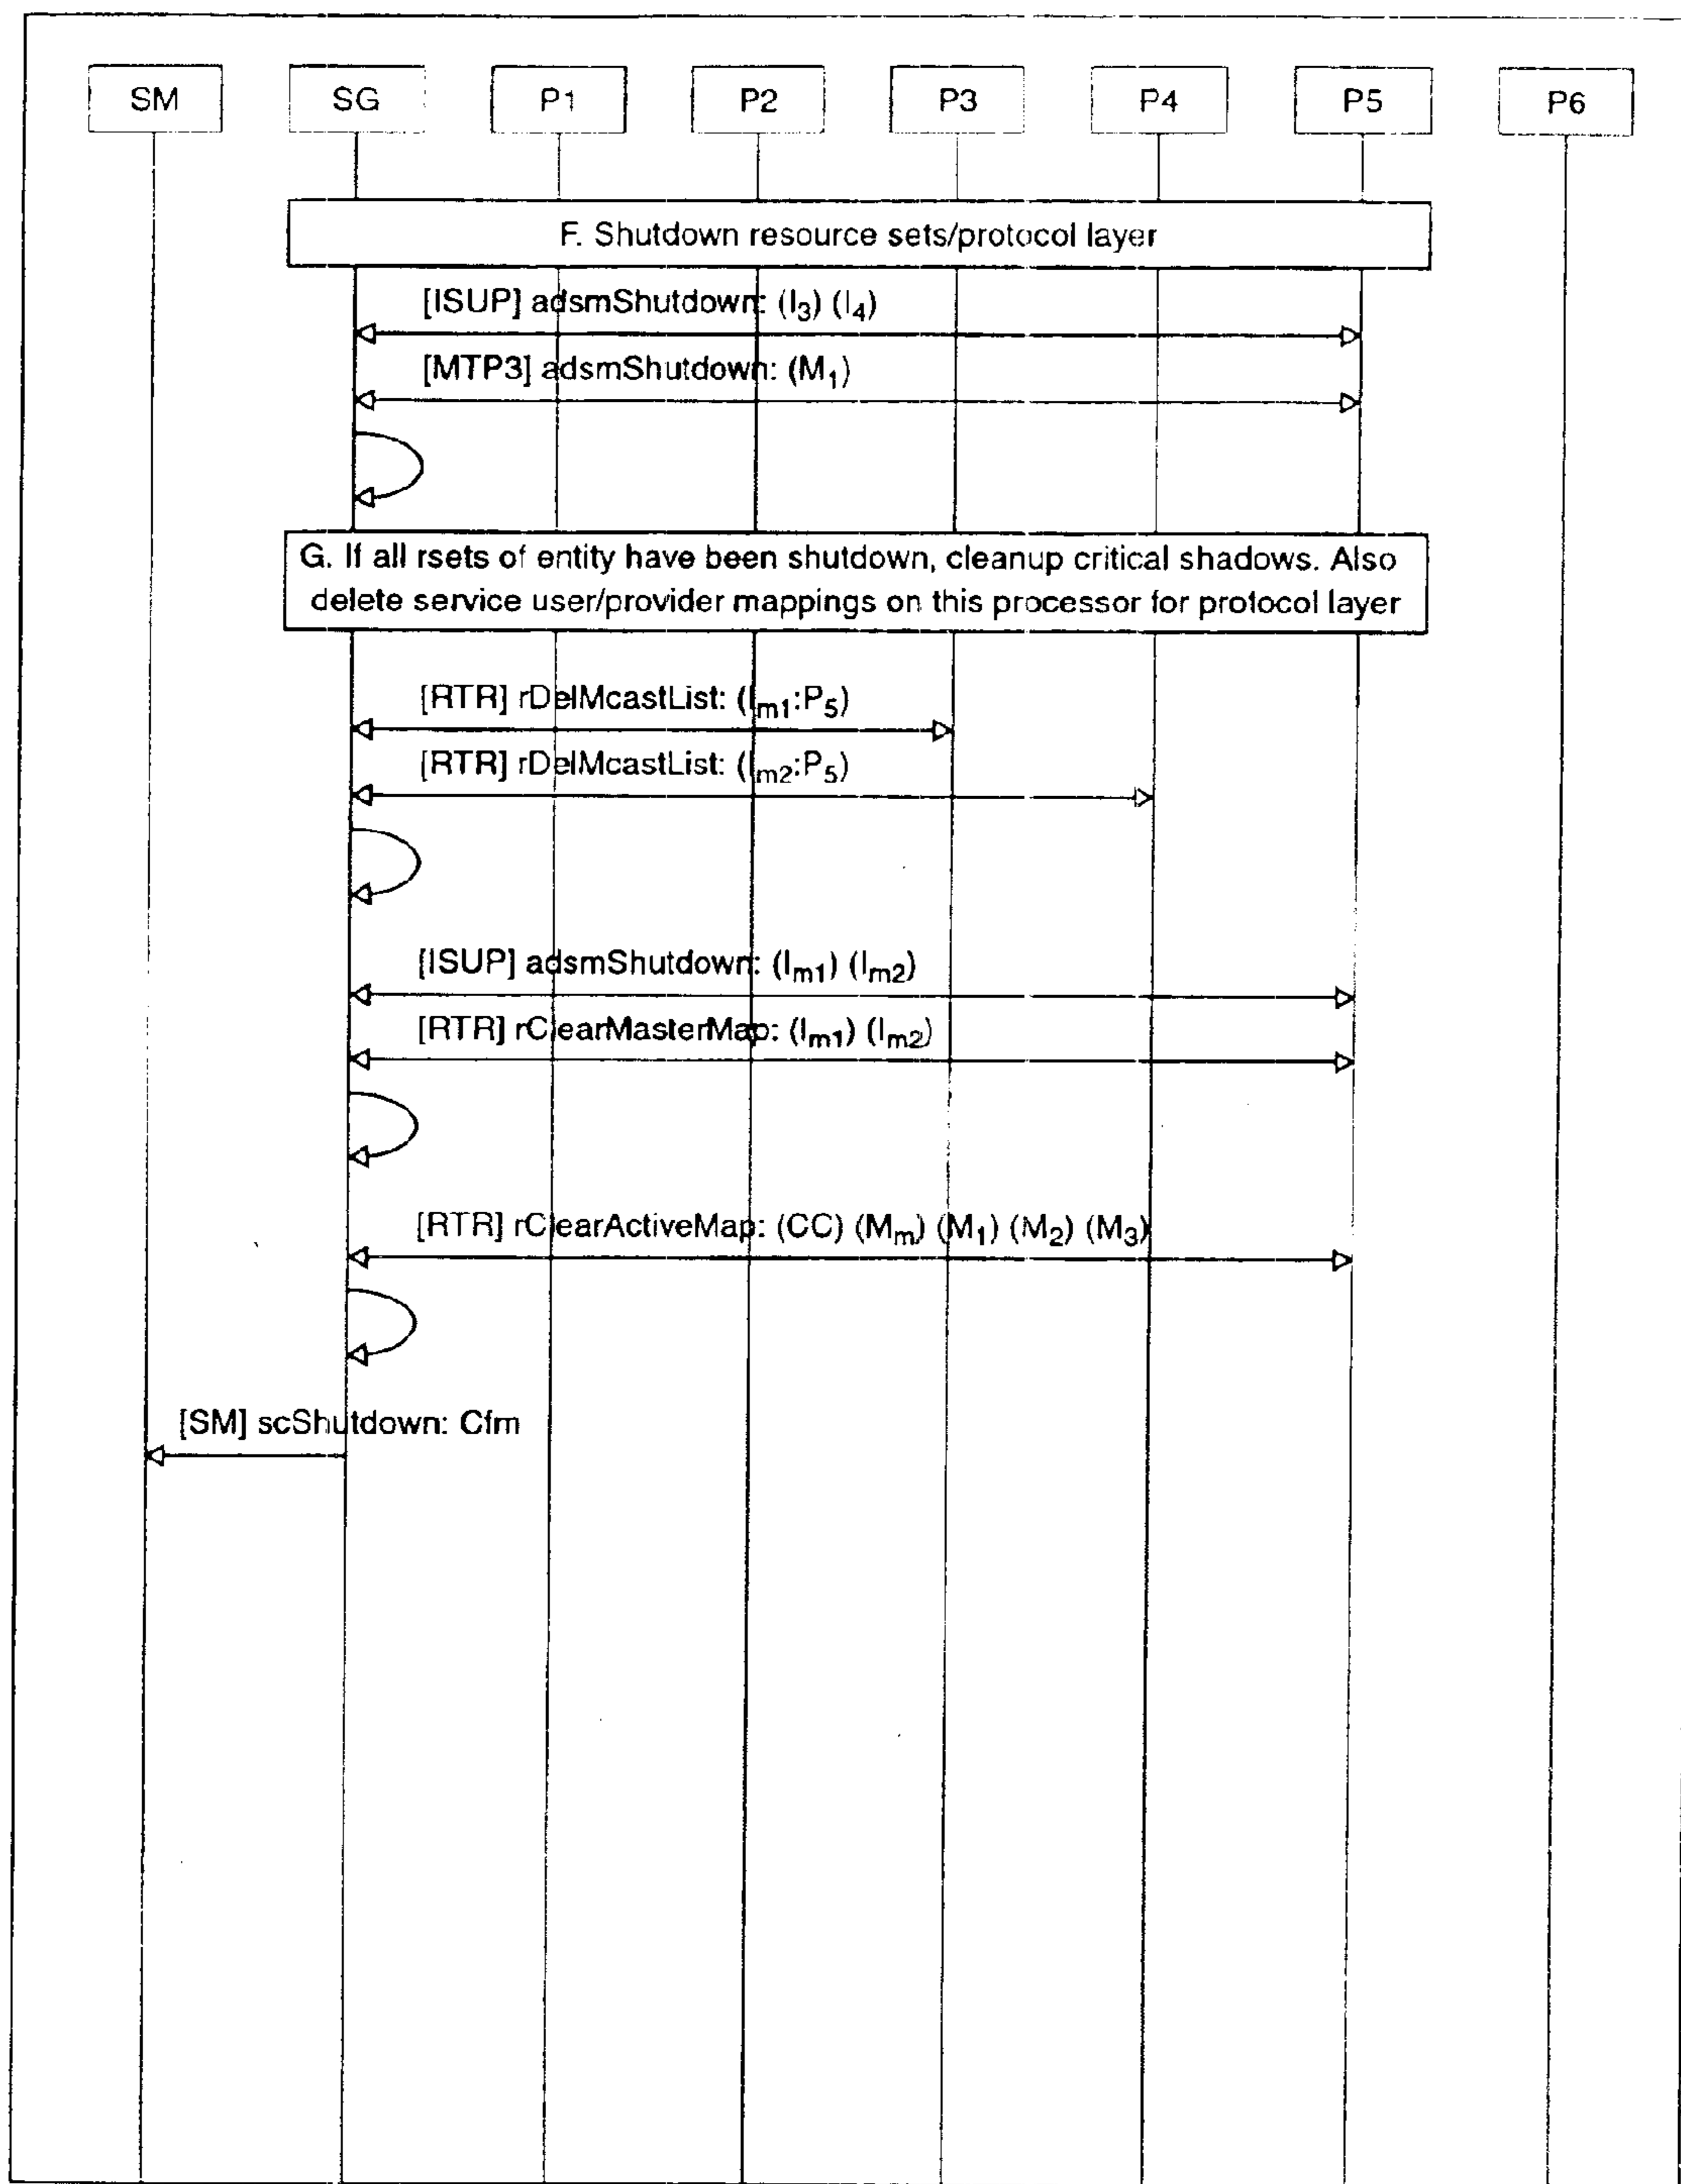 SM SG P1 P2 P3 P4 P5 P6
F. Shutdown resource sets/protocol layer
[ISUP] adsmShutdown: (I₃) (I₄)
[MTP3] adsmShutdown: (M₁)
G. If all rsets of entity have been shutdown, cleanup critical shadows. Also
delete service user/provider mappings on this processor for protocol layer
[RTR] rDelMcastList: (Iₘ₁:P₅)
[RTR] rDelMcastList: (Iₘ₂:P₅)
[ISUP] adsmShutdown: (Iₘ₁) (Iₘ₂)
[RTR] rClearMasterMap: (Iₘ₁) (Iₘ₂)
[RTR] rClearActiveMap: (CC) (Mₘ) (M₁) (M₂) (M₃)
[SM] scShutdown: Cfm